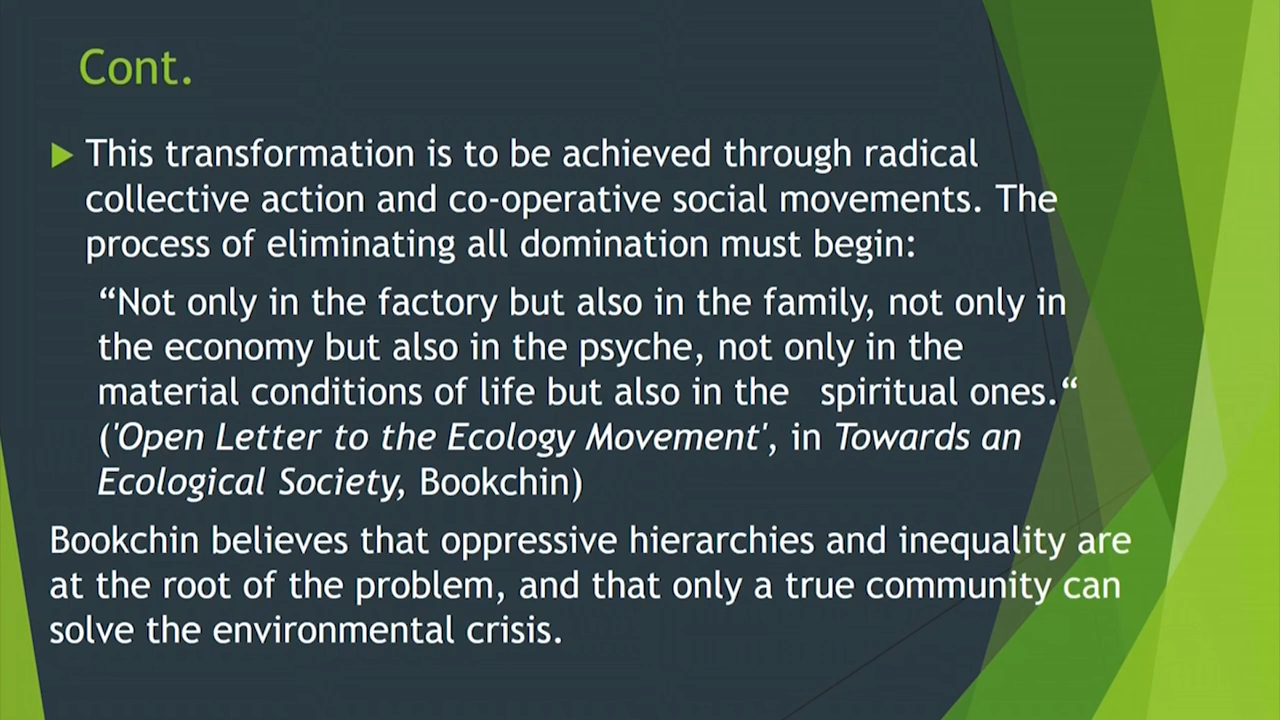 Cont.
This transformation is to be achieved through radical
collective action and co-operative social movements. The
process of eliminating all domination must begin:
“Not only in the factory but also in the family, not only in
the economy but also in the psyche, not only in the
material conditions of life but also in the spiritual ones.“
('Open Letter to the Ecology Movement', in Towards an
Ecological Society, Bookchin)
Bookchin believes that oppressive hierarchies and inequality are
at the root of the problem, and that only a true community can
solve the environmental crisis.